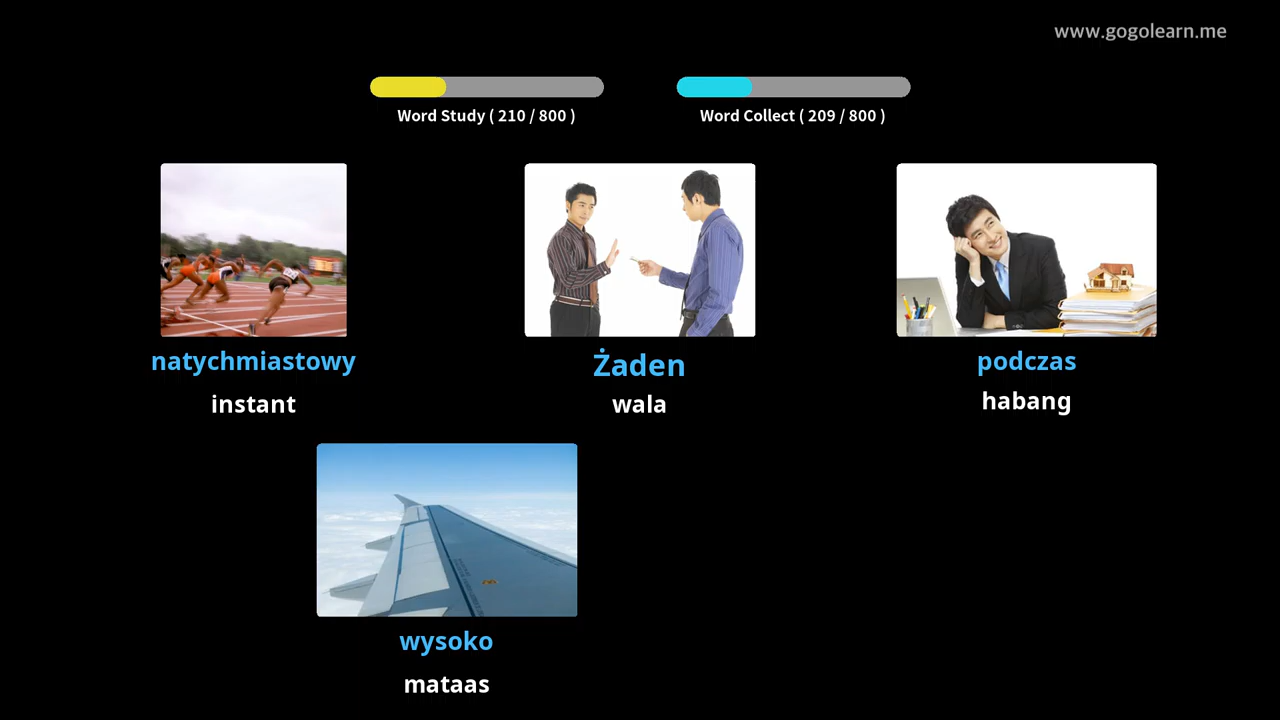 www.gogolearn.me
Word Study ( 210 / 800 )
Word Collect ( 209 / 800 )
natychmiastowy
instant
Żaden
wala
podczas
habang
wysoko
mataas